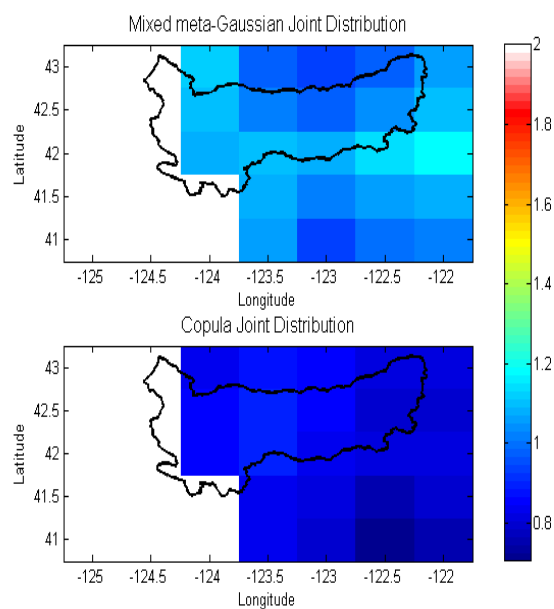 Mixed meta-Gaussian Joint Distribution
43
42.5
42
41.5
41
Latitude
-125 -124.5 -124 -123.5 -123 -122.5 -122
Longitude
Copula Joint Distribution
43
42.5
42
41.5
41
Latitude
-125 -124.5 -124 -123.5 -123 -122.5 -122
Longitude
2
1.8
1.6
1.4
1.2
1
0.8